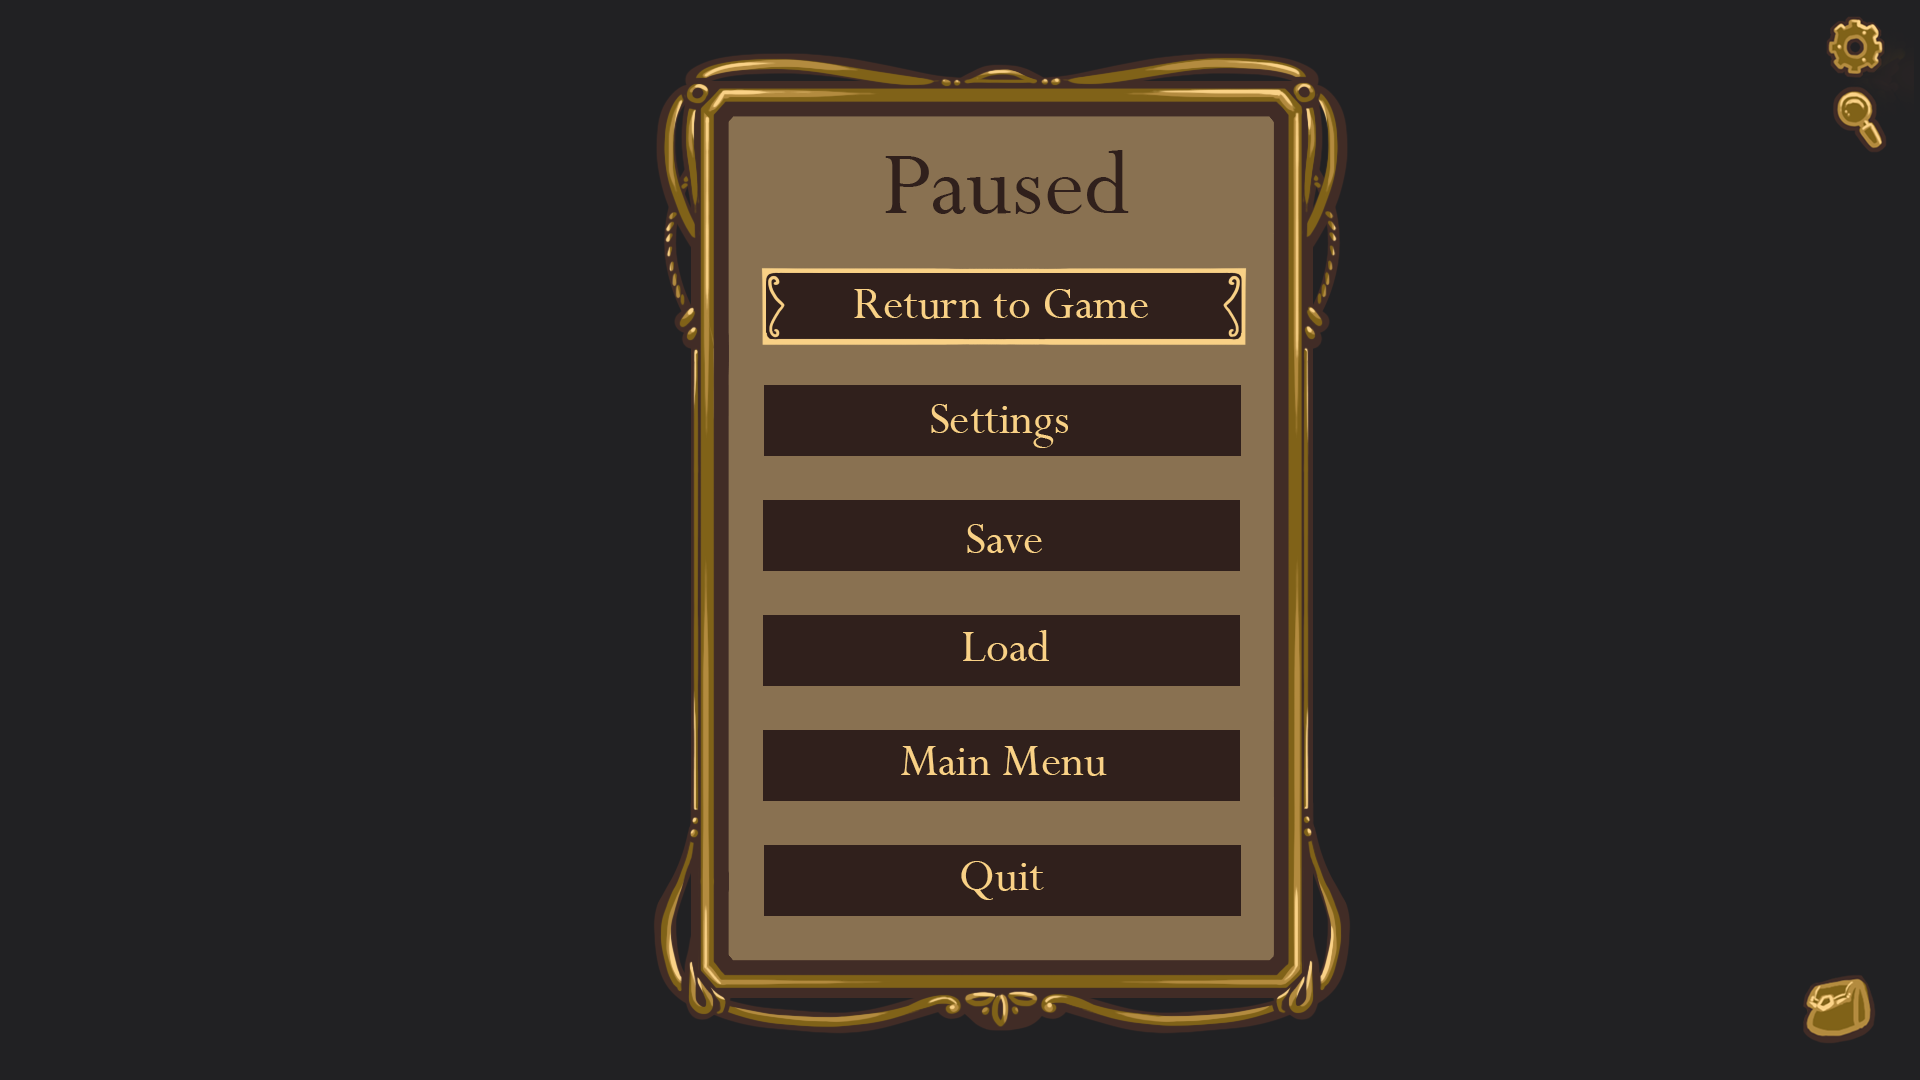 Paused
Return to Game
Settings
Save
Load
Main Menu
Quit